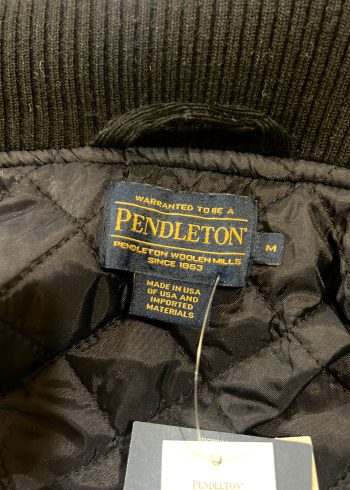 WARRANTED TO BE A
PENDLETON®
PENDLETON WOOLEN MILLS
SINCE 1863
M
MADE IN USA
OF USA AND
IMPORTED
MATERIALS
PENDLETON